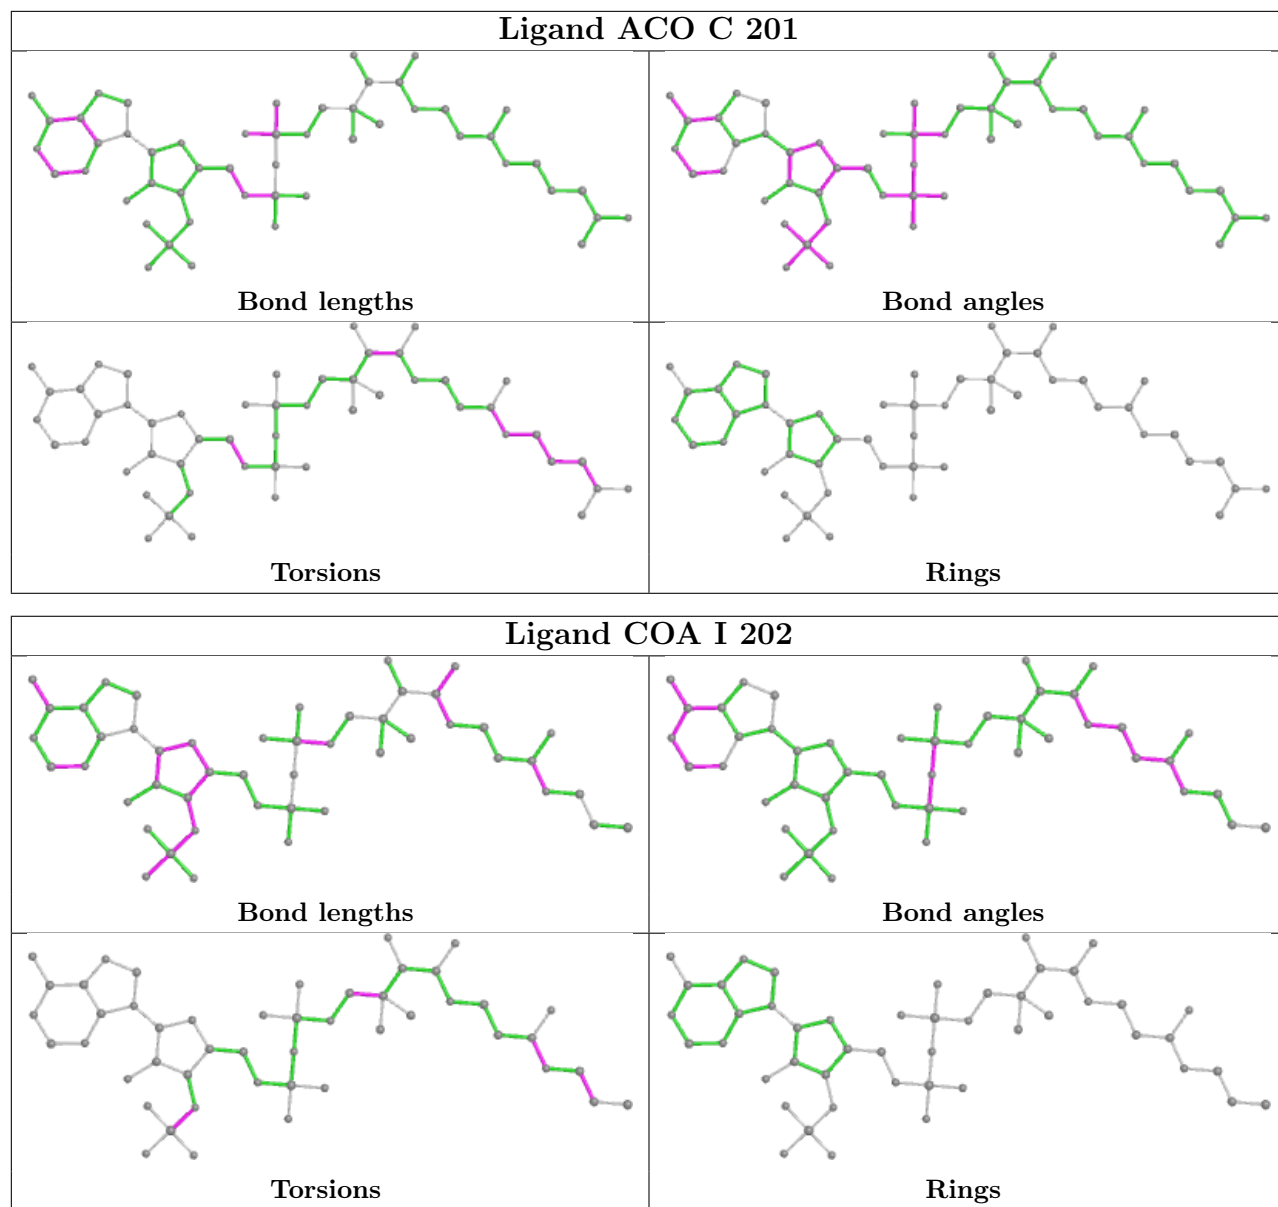 Ligand ACO C 201
Bond lengths
Bond angles
Torsions
Rings
Ligand COA I 202
Bond lengths
Bond angles
Torsions
Rings